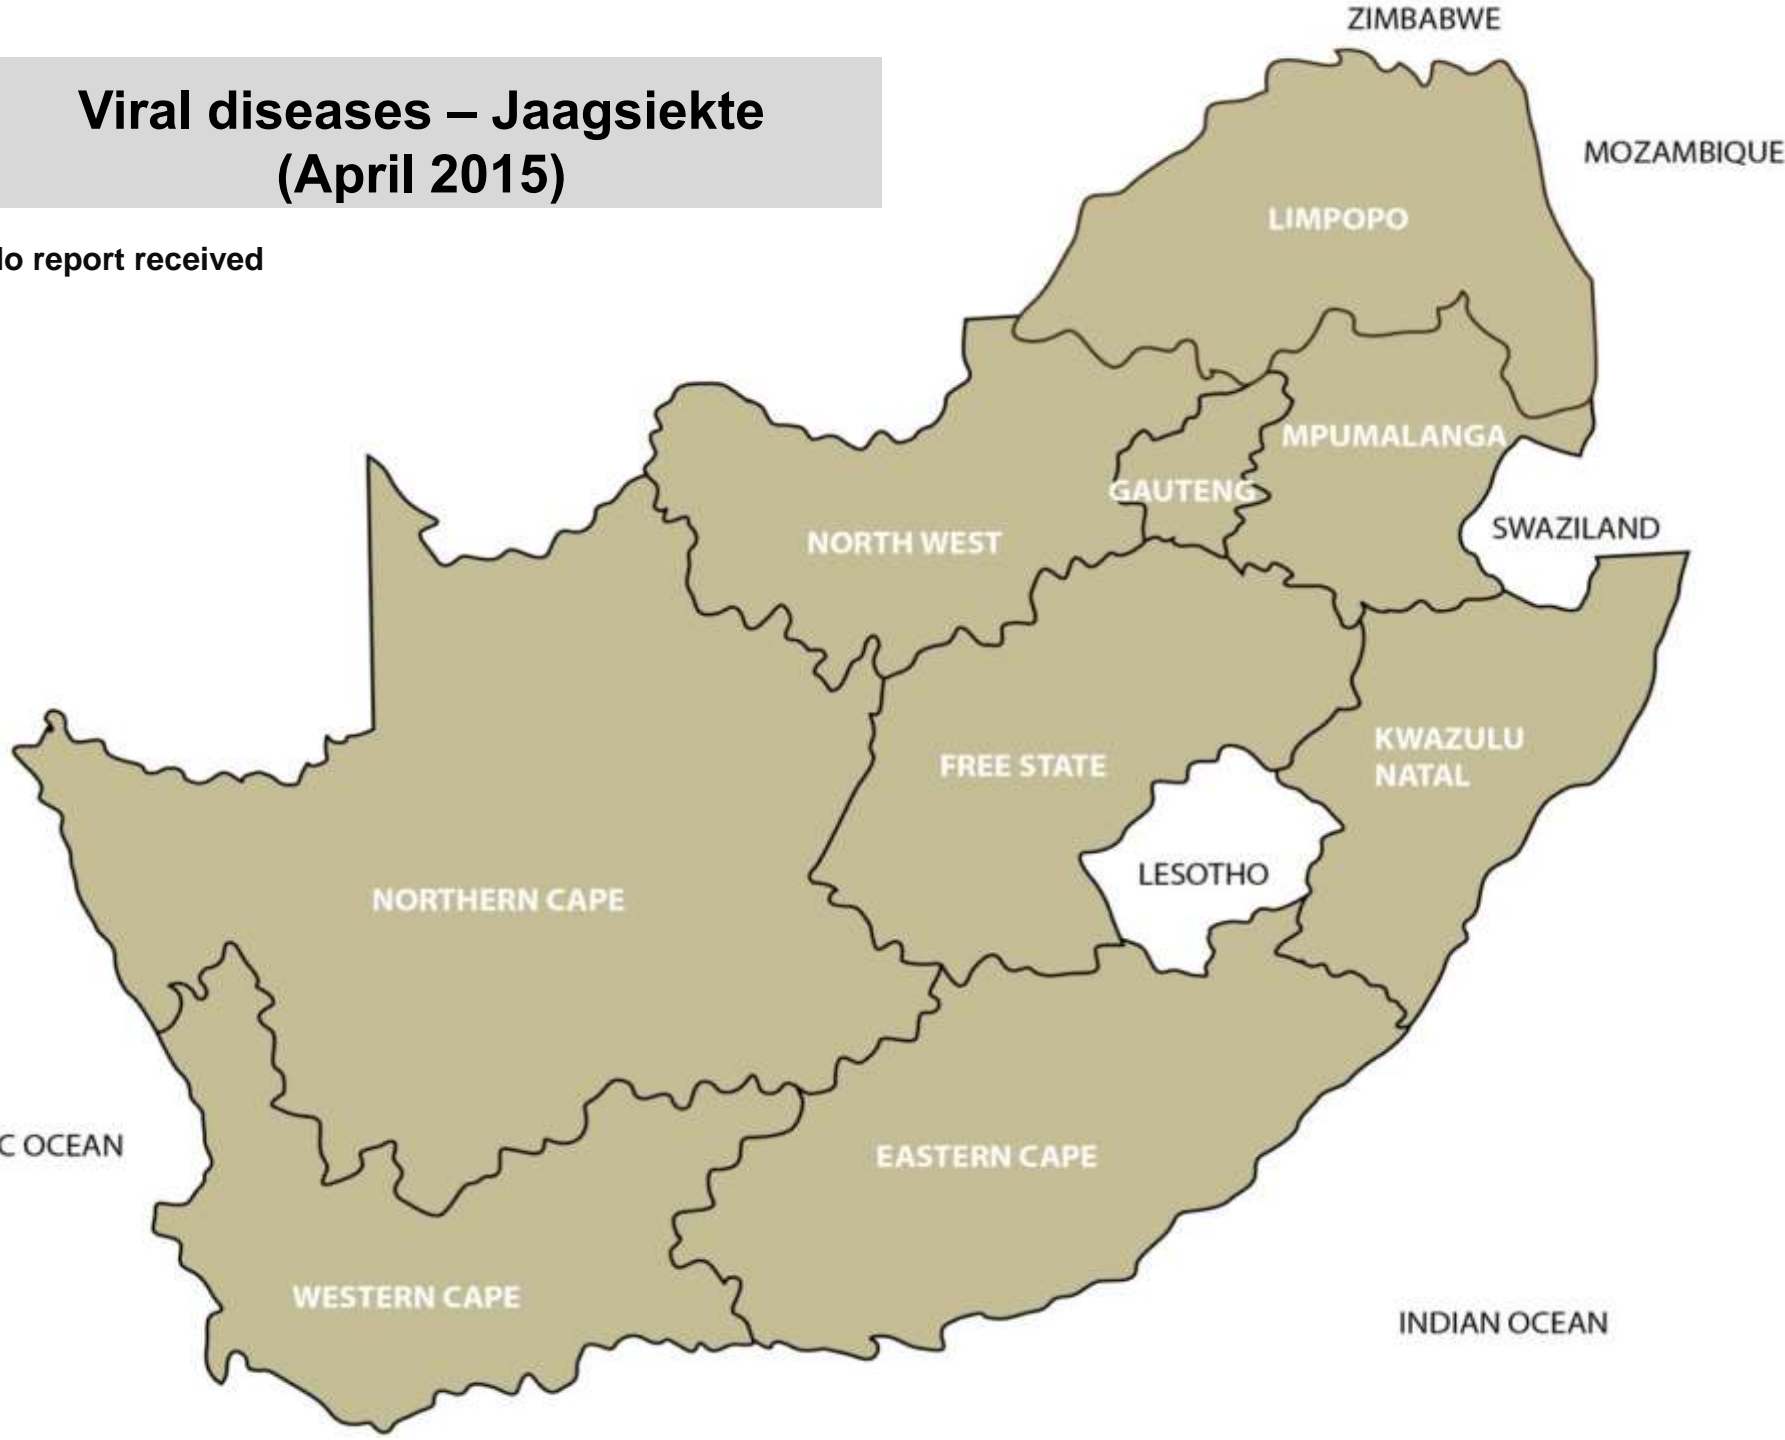 ZIMBABWE
Viral diseases – Jaagsiekte
(April 2015)
MOZAMBIQUE
LIMPOPO
report received
MPUMALANGA
GAUTENG
SWAZILAND
NORTH WEST
KWAZULU
NATAL
FREE STATE
LESOTHO
NORTHERN CAPE
C OCEAN
EASTERN CAPE
WESTERN CAPE
INDIAN OCEAN